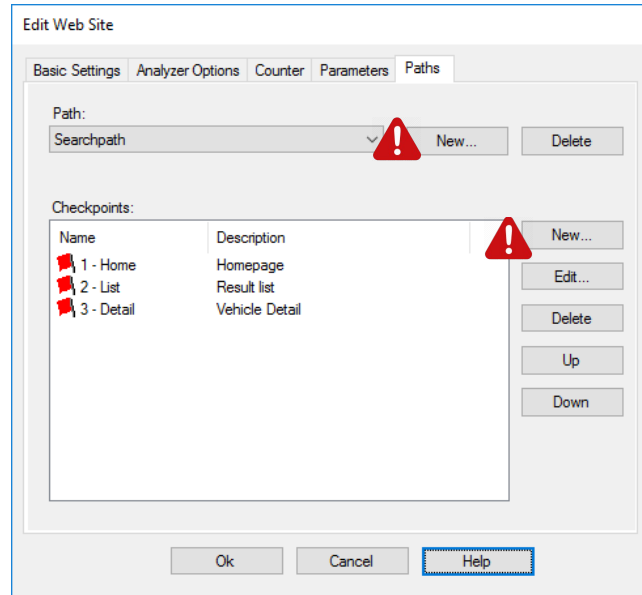 Edit Web Site
Basic Settings Analyzer Options Counter Parameters Paths
Path:
Searchpath New... Delete
Checkpoints:
Name Description New...
1 - Home Homepage
2 - List Result list Edit...
3 - Detail Vehicle Detail
Delete
Up
Down
Ok Cancel Help